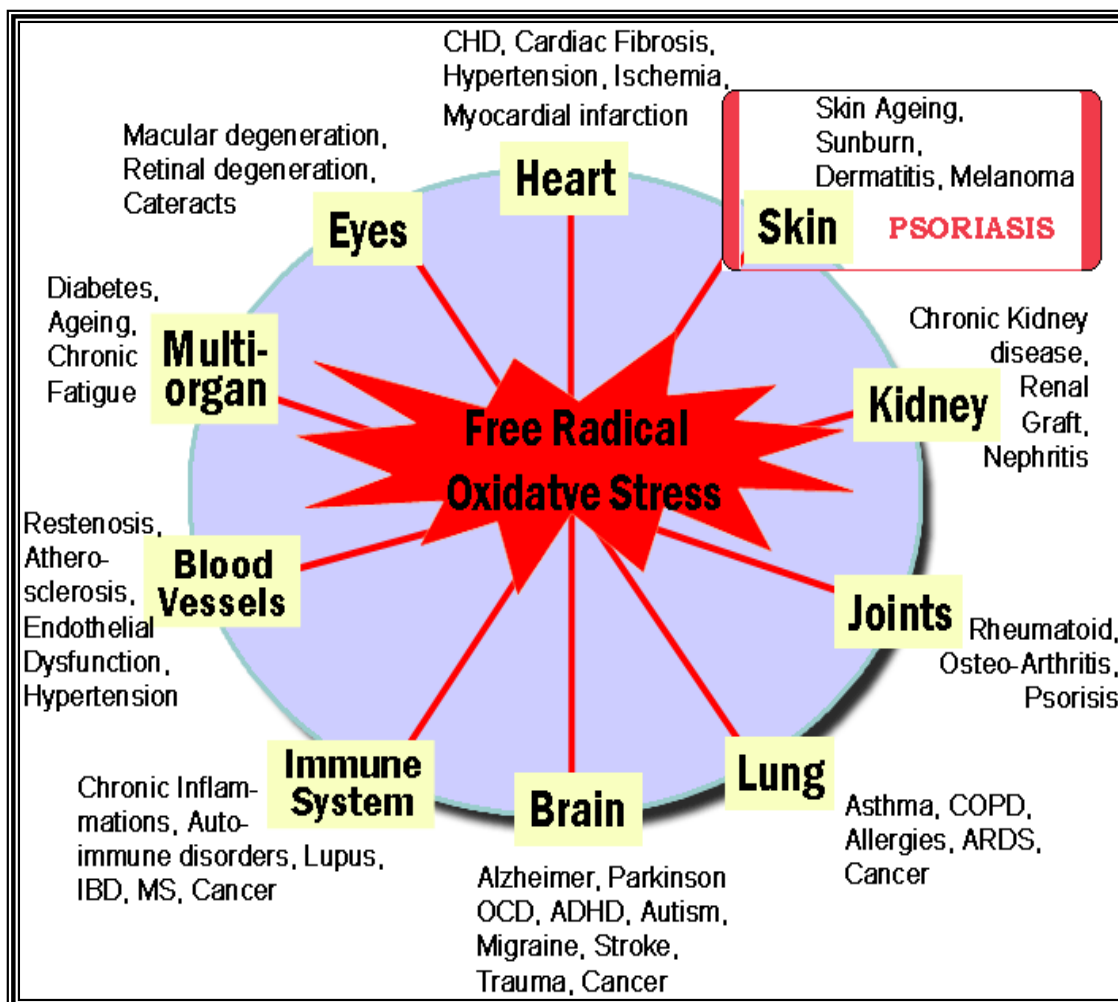 CHD, Cardiac Fibrosis,
Hypertension, Ischemia,
Myocardial infarction
Heart
Skin Ageing,
Sunburn,
Dermatitis, Melanoma
Skin
PSORIASIS
Macular degeneration,
Retinal degeneration,
Cateracts
Eyes
Diabetes,
Ageing,
Chronic
Fatigue
Multi-
organ
Chronic Kidney
disease,
Renal
Graft,
Nephritis
Kidney
Free Radical
Oxidatve Stress
Restenosis,
Athero-
sclerosis,
Endothelial
Dysfunction,
Hypertension
Blood
Vessels
Joints
Rheumatoid,
Osteo-Arthritis,
Psorisis
Immune
System
Chronic Inflam-
mations, Auto-
immune disorders, Lupus,
IBD, MS, Cancer
Brain
Alzheimer, Parkinson
OCD, ADHD, Autism,
Migraine, Stroke,
Trauma, Cancer
Lung
Asthma, COPD,
Allergies, ARDS,
Cancer